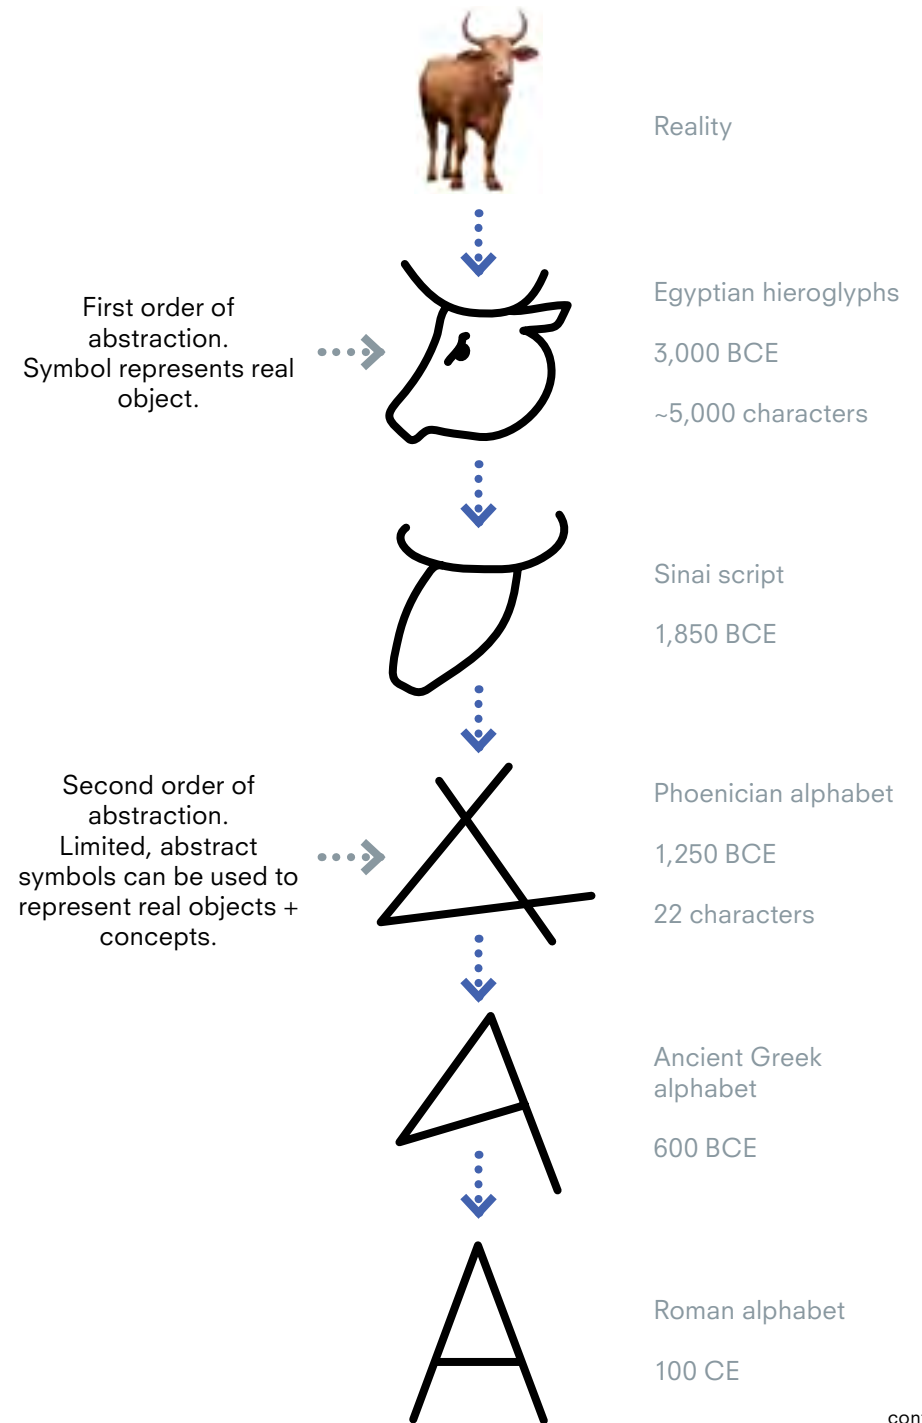 Reality
Egyptian hieroglyphs
3,000 BCE
~5,000 characters
First order of
abstraction.
Symbol represents real
object.
Sinai script
1,850 BCE
Phoenician alphabet
1,250 BCE
22 characters
Second order of
abstraction.
Limited, abstract
symbols can be used to
represent real objects +
concepts.
Ancient Greek
alphabet
600 BCE
Roman alphabet
100 CE
A